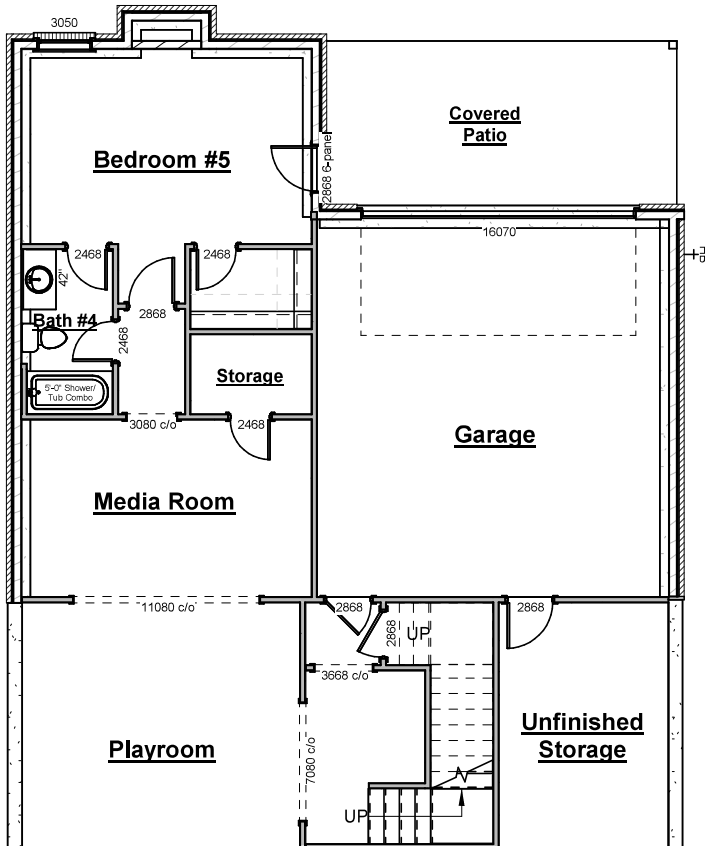 3050
Covered
Patio
Bedroom #5
2868 6-panel
16070
2468
2468
42"
2868
Bath #4
2468
Storage
5'-0" Shower/
Tub Combo
3080 c/o
2468
Garage
Media Room
11080 c/o
2868
2868
2868
UP
3668 c/o
Unfinished
Storage
Playroom
7080 c/o
UP